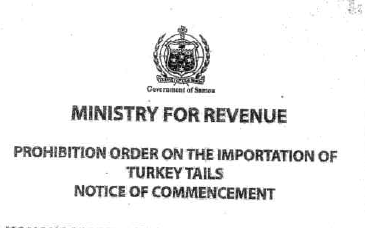 Government of Samoa
MINISTRY FOR REVENUE
PROHIBITION ORDER ON THE IMPORTATION OF
TURKEY TAILS
NOTICE OF COMMENCEMENT